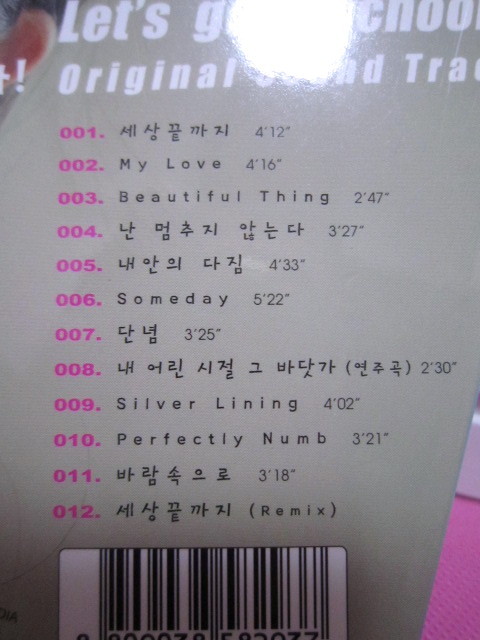 Let's g chool
! Original nd Trac
001. 세상끝까지 4'12"
002. My Love 4'16"
003. Beautiful Thing 2'47"
004. 난 멈추지 않는다 3'27"
005. 내안의 다짐 4'33"
006. Someday 5'22"
007. 단념 3'25"
008. 내 어린 시절 그 바닷가 (연주곡) 2'30"
009. Silver Lining 4'02"
010. Perfectly Numb 3'21"
011. 바람속으로 3'18"
012. 세상끝까지 (Remix)